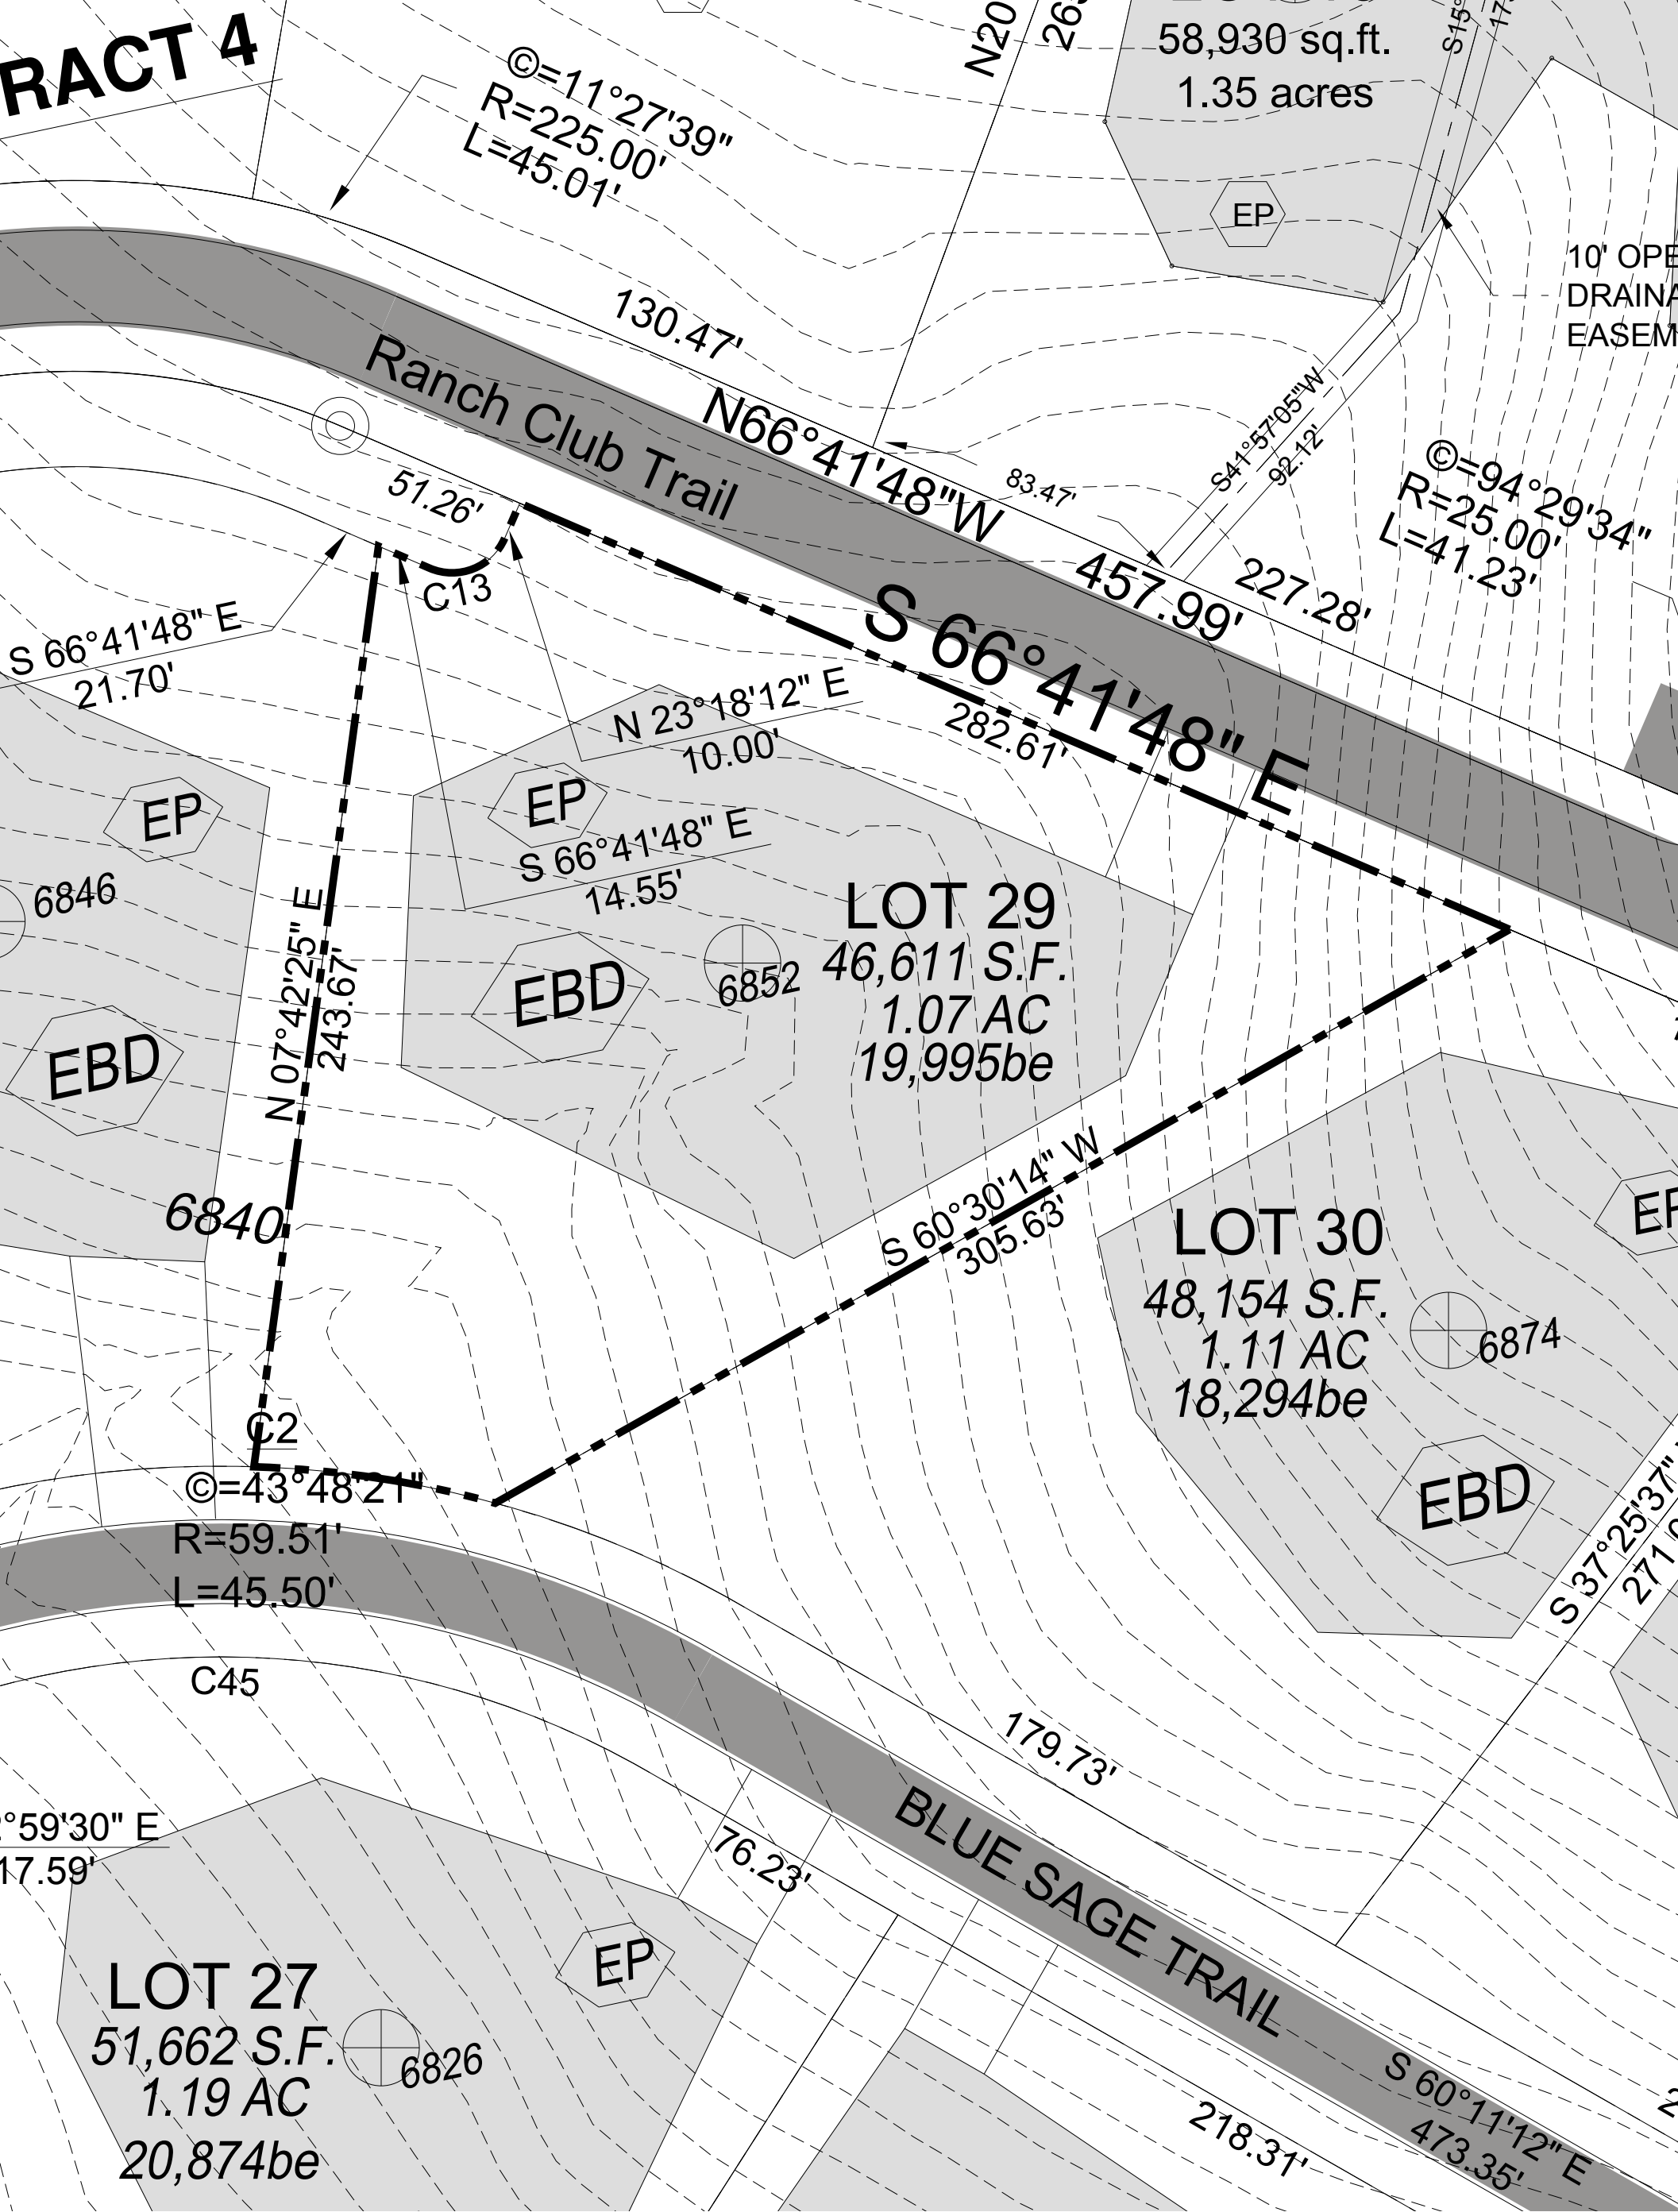 RACT 4
©=11°27'39"
R=225.00'
L=45.01'
N20
58,930 sq.ft.
1.35 acres
EP
10' OPE
DRAINA
EASEM
130.47'
Ranch Club Trail
N66°41'48"W
457.99'
83.47'
S41°57'05"W
92.12'
227.28'
©=94°29'34"
R=25.00'
L=41.23'
51.26'
C13
S 66°41'48" E
21.70'
S 66°41'48" E
282.61'
N 23°18'12" E
10.00'
EP
EP
S 66°41'48" E
14.55'
6846
EBD
EBD
6852
LOT 29
46,611 S.F.
1.07 AC
19,995be
N 07°42'25" E
243.67'
S 60°30'14" W
305.63'
6840
LOT 30
48,154 S.F.
1.11 AC
18,294be
6874
EP
EBD
S 37°25'37"
C2
©=43°48'21"
R=59.51'
L=45.50'
C45
179.73'
76.23'
BLUE SAGE TRAIL
°59'30" E
17.59'
LOT 27
51,662 S.F.
1.19 AC
20,874be
6826
EP
218.31'
S 60°11'12" E
473.35'